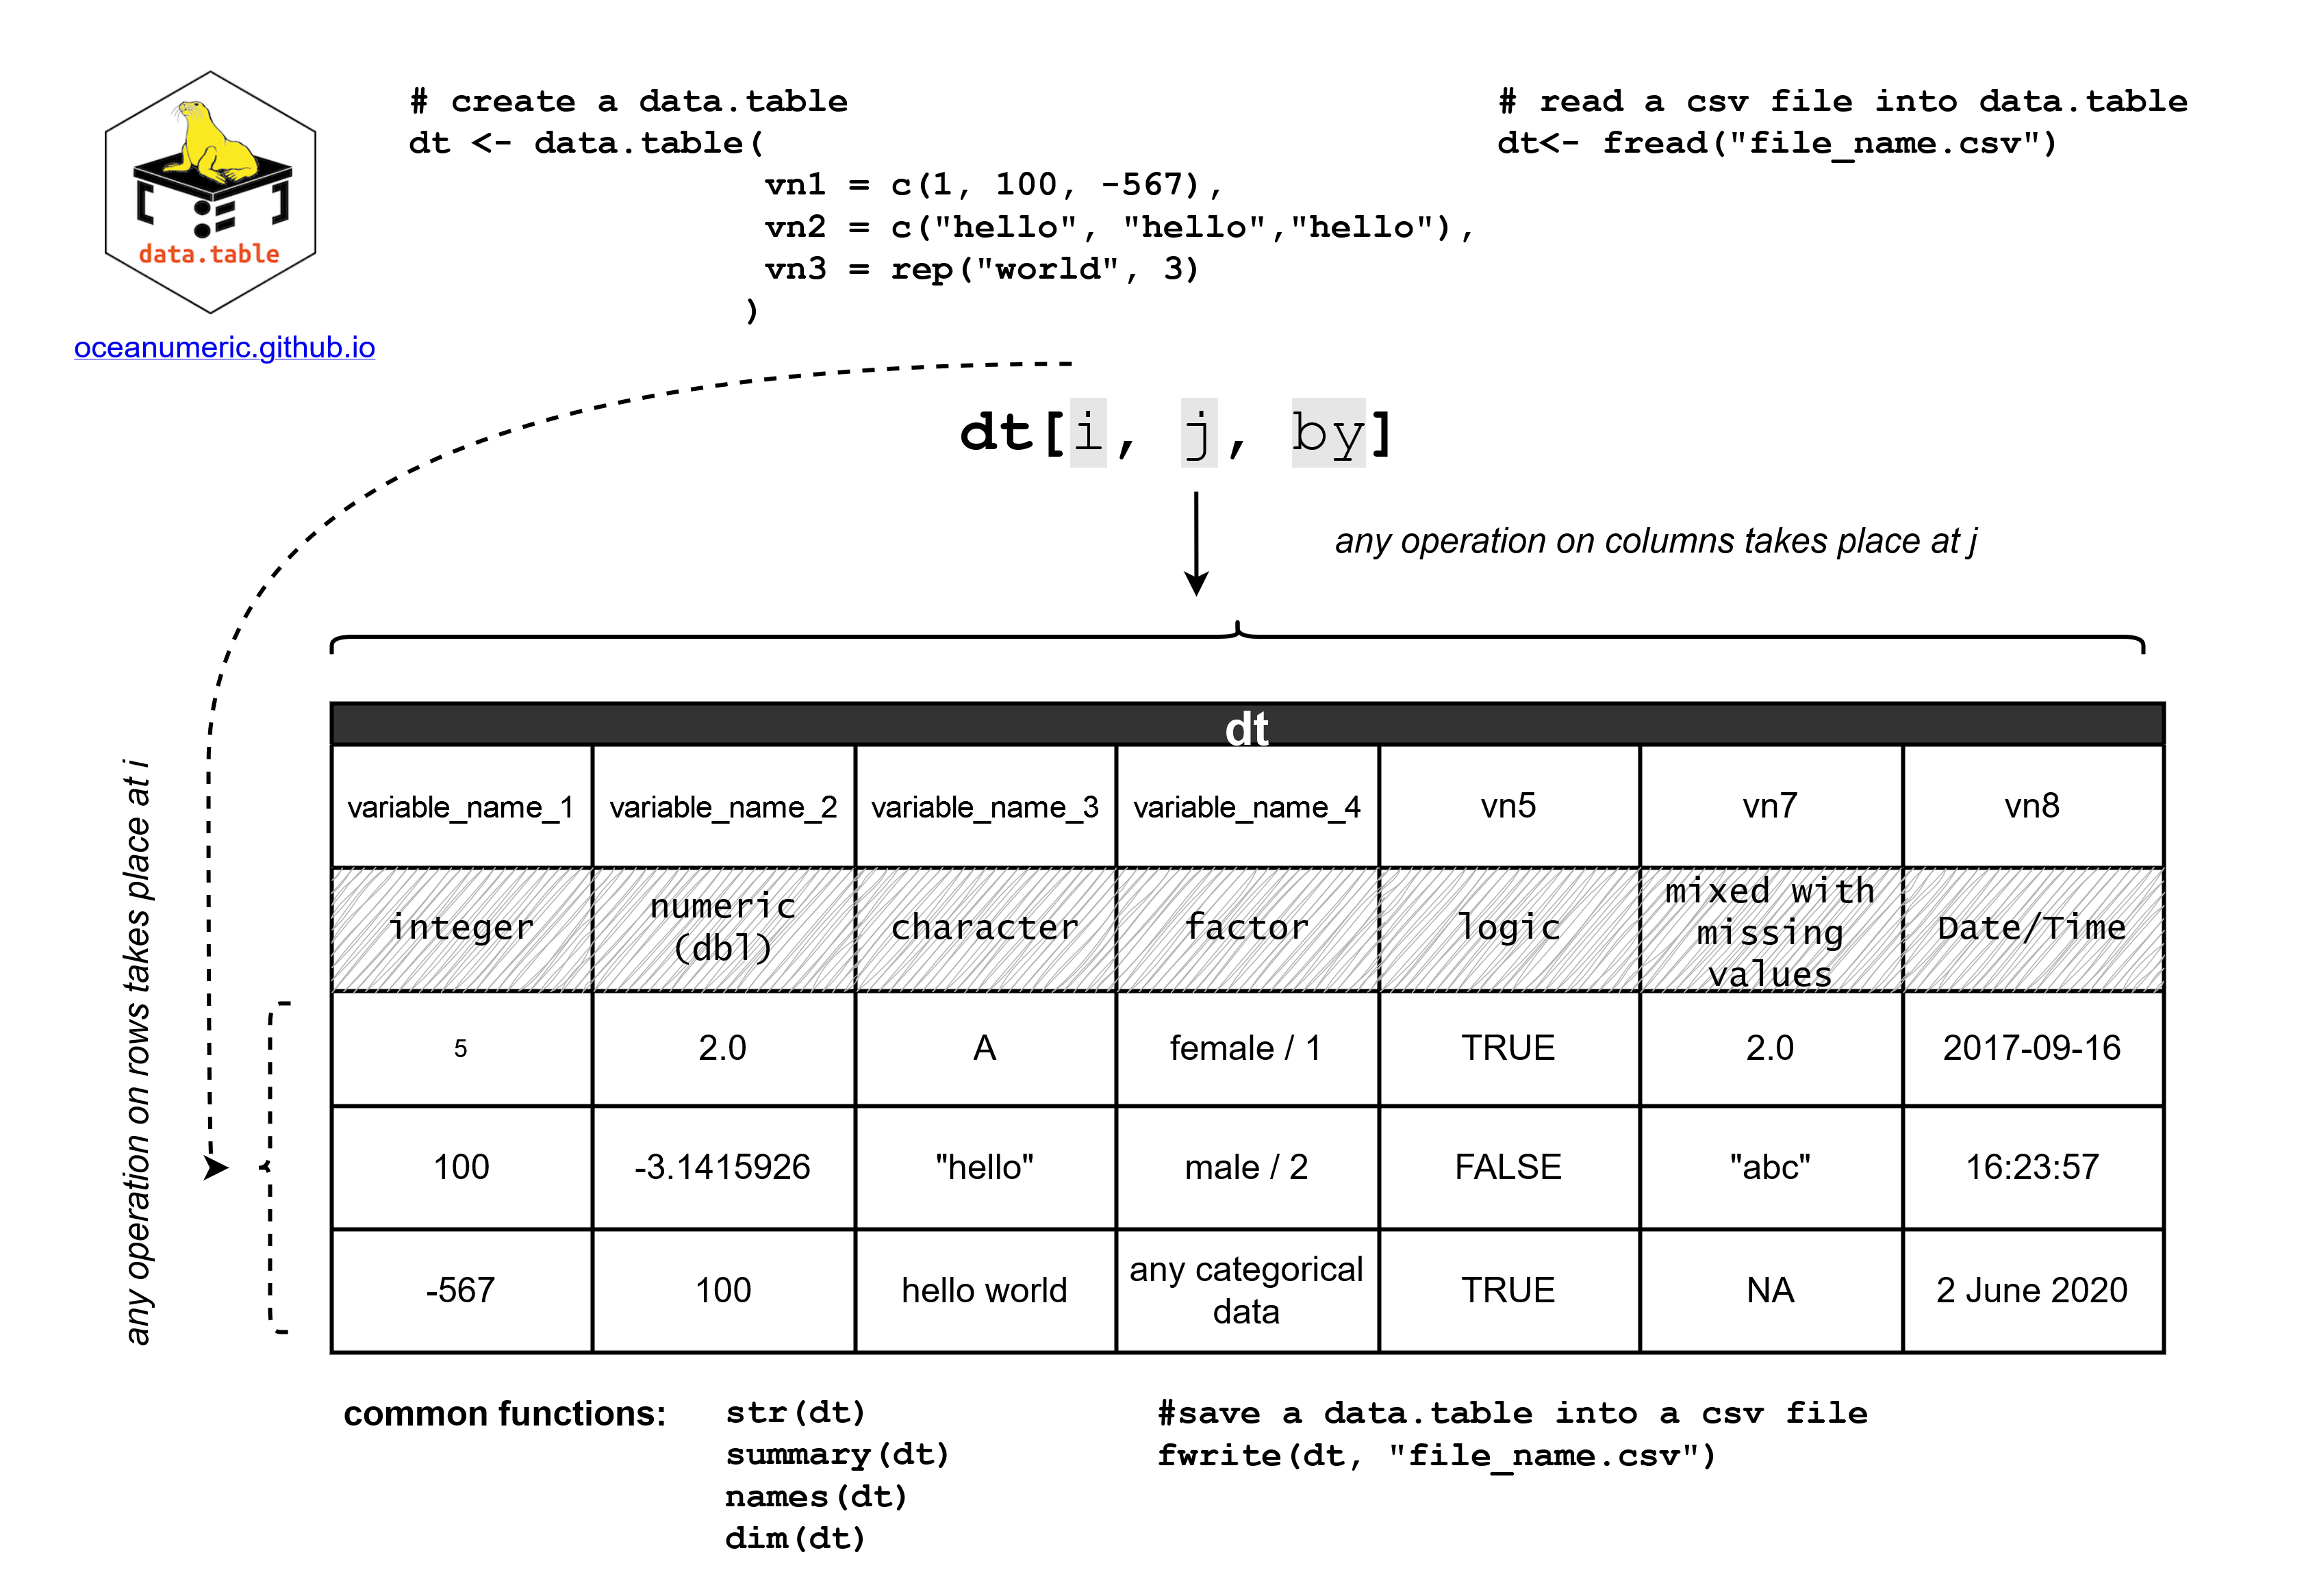 data.table
oceanumeric.github.io
# create a data.table
dt <- data.table(
vn1 = c(1, 100, -567),
vn2 = c("hello", "hello","hello"),
vn3 = rep("world", 3)
)
# read a csv file into data.table
dt<- fread("file_name.csv")
dt[i, j, by]
any operation on columns takes place at j
any operation on rows takes place at i
dt
variable_name_1 variable_name_2 variable_name_3 variable_name_4 vn5 vn7 vn8
integer numeric (dbl) character factor logic mixed with missing values Date/Time
5 2.0 A female / 1 TRUE 2.0 2017-09-16
100 -3.1415926 "hello" male / 2 FALSE "abc" 16:23:57
-567 100 hello world any categorical data TRUE NA 2 June 2020
common functions:
str(dt)
summary(dt)
names(dt)
dim(dt)
#save a data.table into a csv file
fwrite(dt, "file_name.csv")